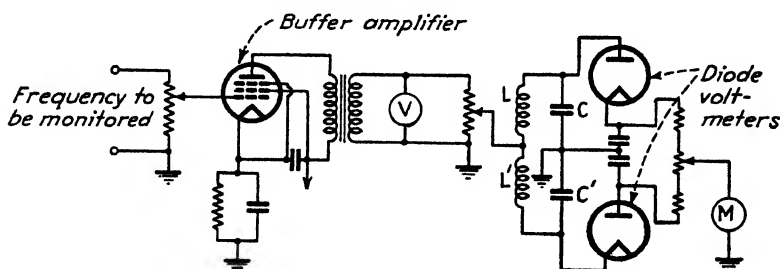 Buffer amplifier
Frequency to
be monitored
V
L
C
L'
C'
Diode
volt-
meters
M